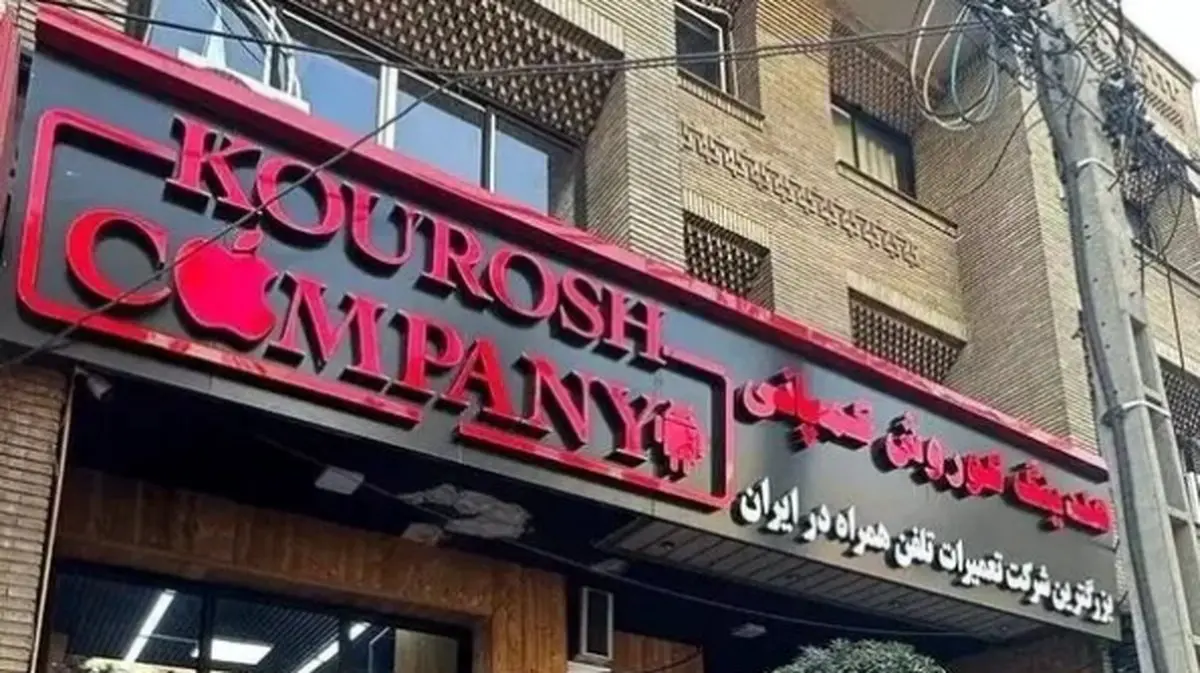 KOUROSH
COMPANY
هلدینگ کوروش کمپانی
بزرگترین شرکت تعمیرات تلفن همراه در ایران